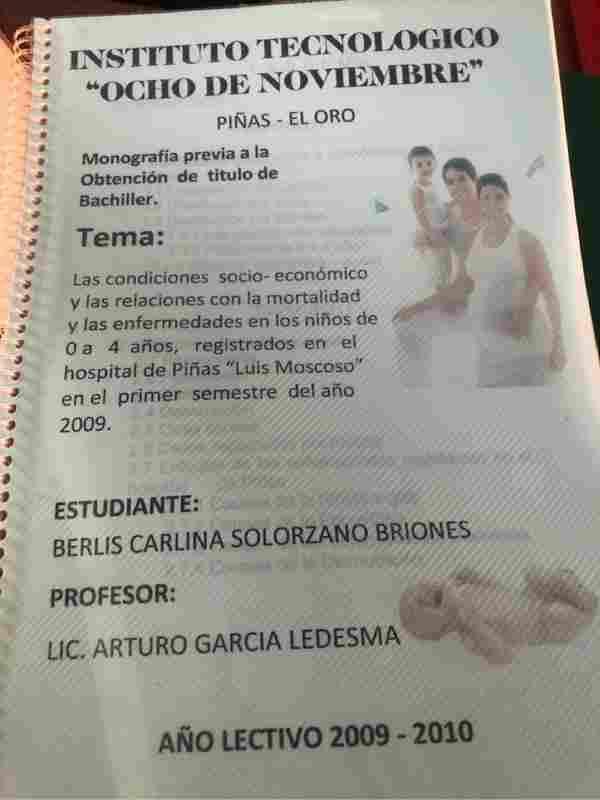 INSTITUTO TECNOLOGICO
“OCHO DE NOVIEMBRE”
PIÑAS - EL ORO
Monografía previa a la
Obtención de titulo de
Bachiller.
Tema:
Las condiciones socio- económico
y las relaciones con la mortalidad
y las enfermedades en los niños de
0 a 4 años, registrados en el
hospital de Piñas “Luis Moscoso”
en el primer semestre del año
2009.
ESTUDIANTE:
BERLIS CARLINA SOLORZANO BRIONES
PROFESOR:
LIC. ARTURO GARCIA LEDESMA
AÑO LECTIVO 2009 - 2010